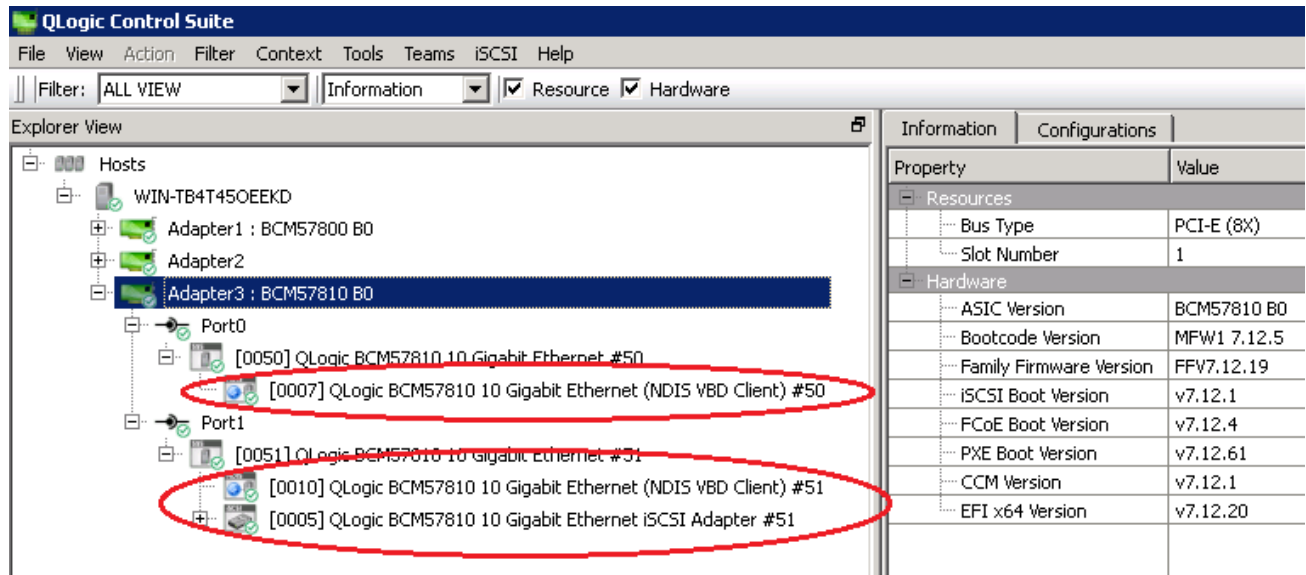 QLogic Control Suite
File View Action Filter Context Tools Teams iSCSI Help
Filter: ALL VIEW Information Resource Hardware
Explorer View
Hosts
WIN-TB4T45OEEKD
Adapter1 : BCM57800 B0
Adapter2
Adapter3 : BCM57810 B0
Port0
[0050] QLogic BCM57810 10 Gigabit Ethernet #50
[0007] QLogic BCM57810 10 Gigabit Ethernet (NDIS VBD Client) #50
Port1
[0051] QLogic BCM57810 10 Gigabit Ethernet #51
[0010] QLogic BCM57810 10 Gigabit Ethernet (NDIS VBD Client) #51
[0005] QLogic BCM57810 10 Gigabit Ethernet iSCSI Adapter #51
Information Configurations
Property Value
Resources
Bus Type PCI-E (8X)
Slot Number 1
Hardware
ASIC Version BCM57810 B0
Bootcode Version MFW1 7.12.5
Family Firmware Version FFV7.12.19
iSCSI Boot Version v7.12.1
FCoE Boot Version v7.12.4
PXE Boot Version v7.12.61
CCM Version v7.12.1
EFI x64 Version v7.12.20